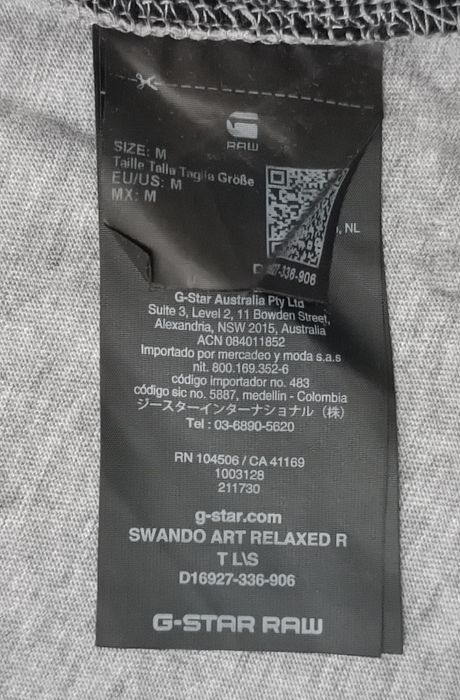 RAW
SIZE: M
Taille Talla Taglia Größe
EU/US: M
MX: M
, NL
927-336-906
G-Star Australia Pty Ltd
Suite 3, Level 2, 11 Bowden Street,
Alexandria, NSW 2015, Australia
ACN 084011852
Importado por mercadeo y moda s.a.s
nit. 800.169.352-6
código importador no. 483
código sic no. 5887, medellin - Colombia
ジースターインターナショナル（株）
Tel : 03-6890-5620
RN 104506 / CA 41169
1003128
211730
g-star.com
SWANDO ART RELAXED R
T L\S
D16927-336-906
G-STAR RAW